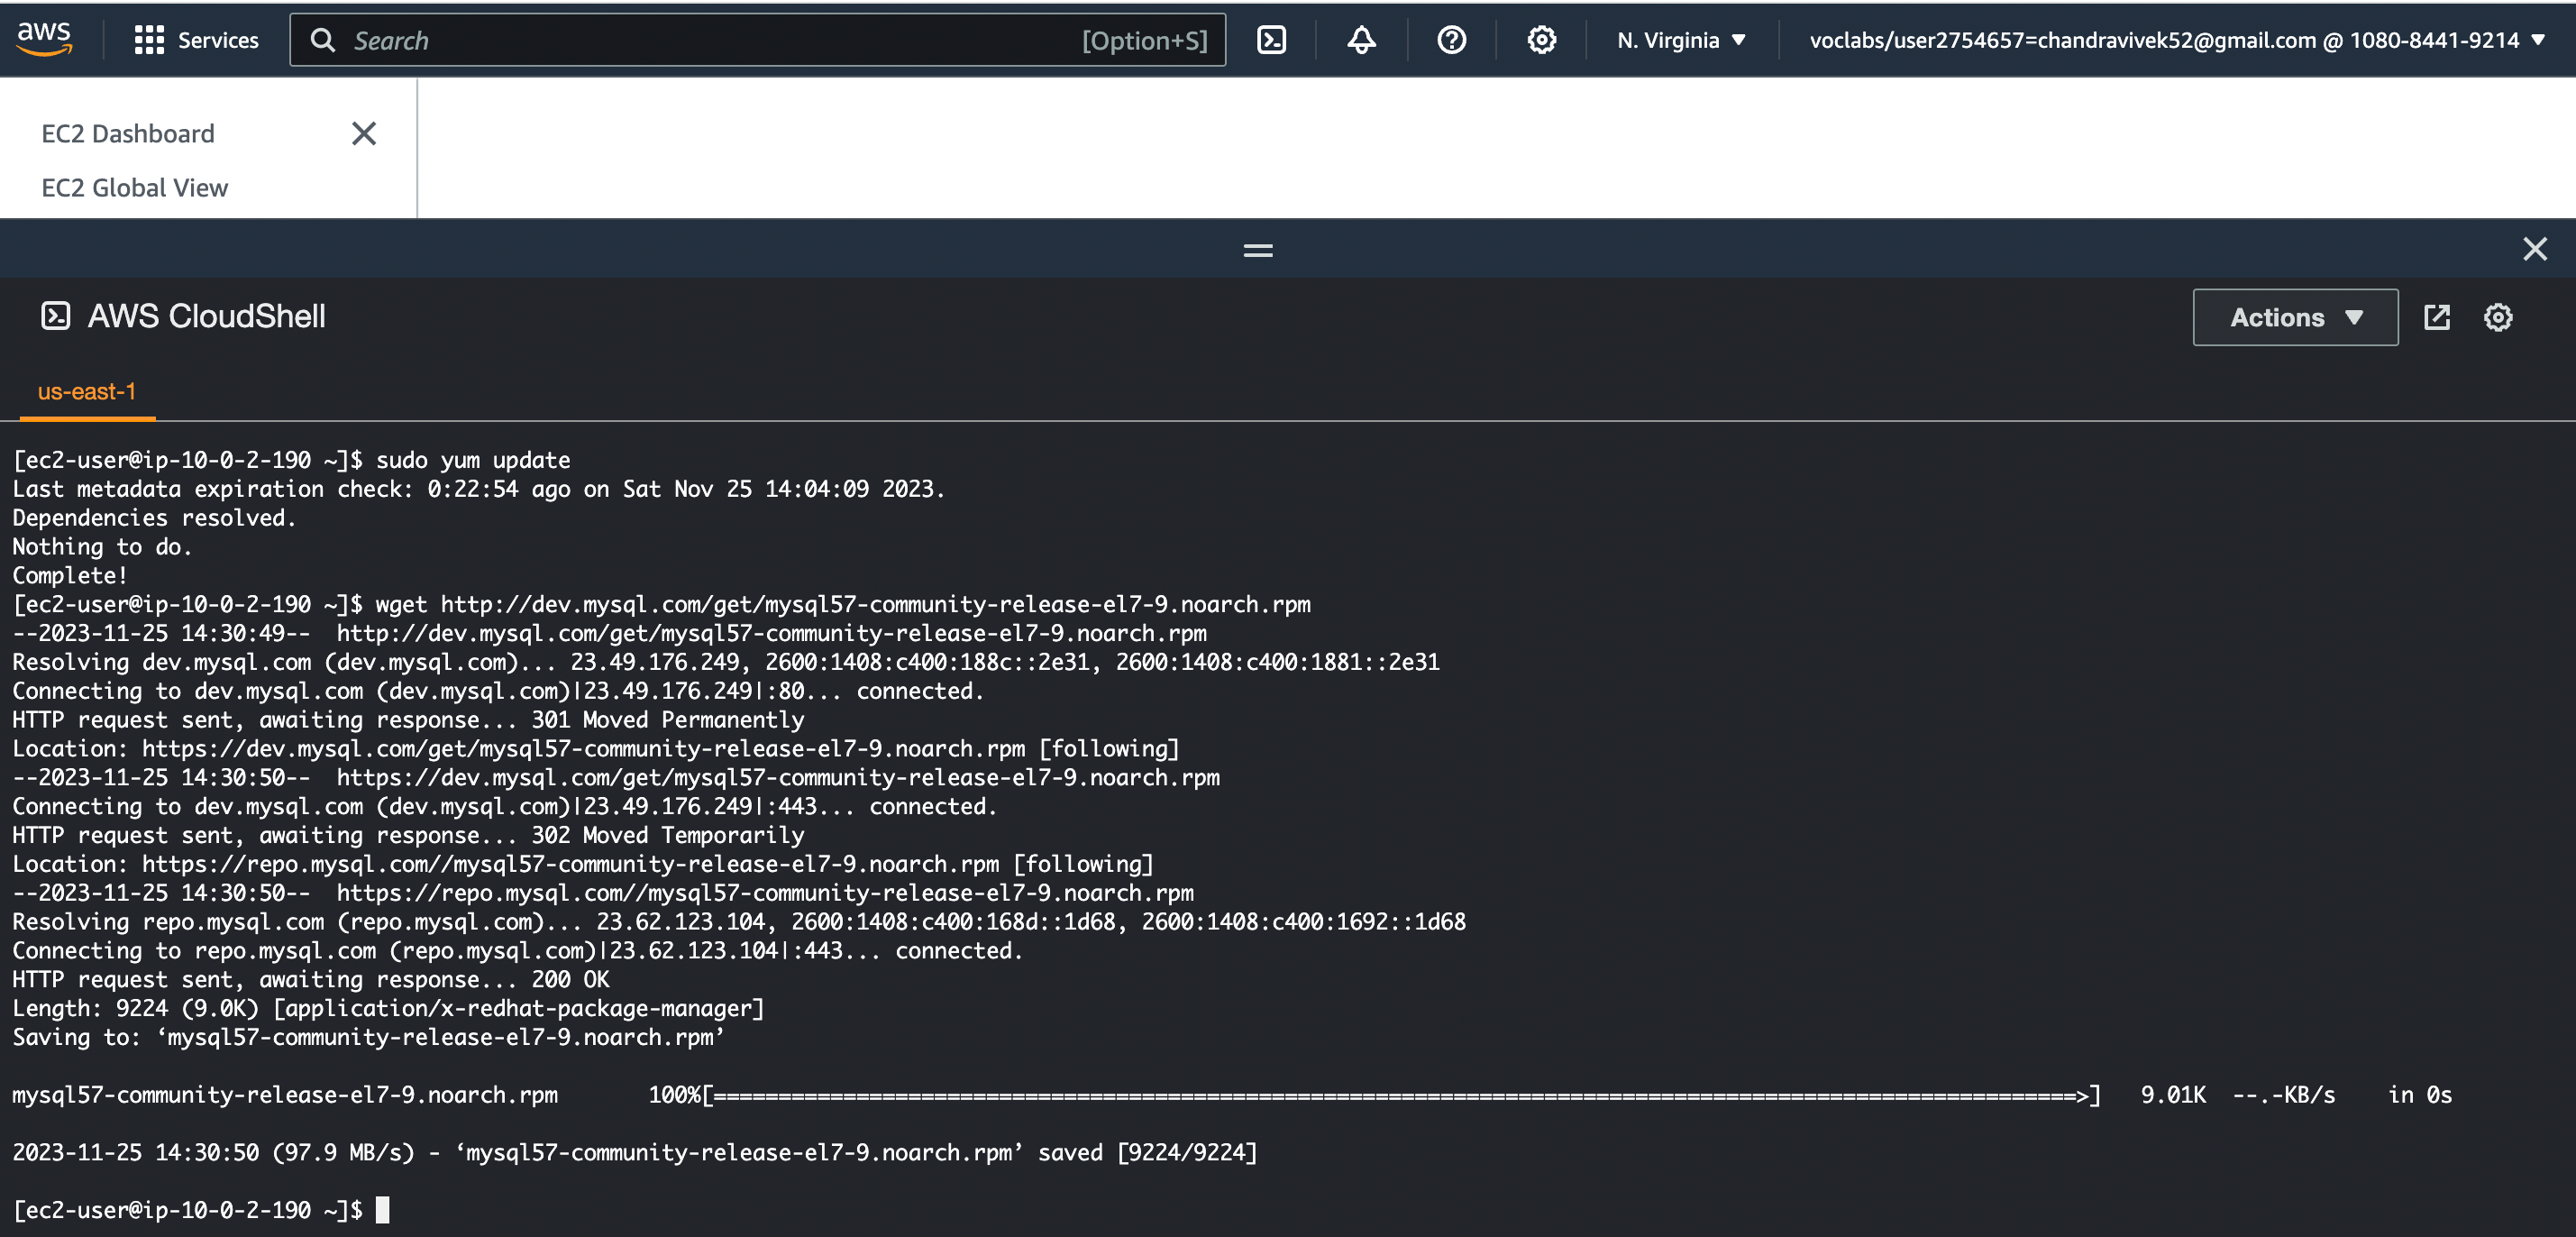 aws
Services
Search [Option+S]
N. Virginia
voclabs/user2754657=chandravivek52@gmail.com @ 1080-8441-9214
EC2 Dashboard
EC2 Global View
AWS CloudShell
Actions
us-east-1
[ec2-user@ip-10-0-2-190 ~]$ sudo yum update
Last metadata expiration check: 0:22:54 ago on Sat Nov 25 14:04:09 2023.
Dependencies resolved.
Nothing to do.
Complete!
[ec2-user@ip-10-0-2-190 ~]$ wget http://dev.mysql.com/get/mysql57-community-release-el7-9.noarch.rpm
--2023-11-25 14:30:49--  http://dev.mysql.com/get/mysql57-community-release-el7-9.noarch.rpm
Resolving dev.mysql.com (dev.mysql.com)... 23.49.176.249, 2600:1408:c400:188c::2e31, 2600:1408:c400:1881::2e31
Connecting to dev.mysql.com (dev.mysql.com)|23.49.176.249|:80... connected.
HTTP request sent, awaiting response... 301 Moved Permanently
Location: https://dev.mysql.com/get/mysql57-community-release-el7-9.noarch.rpm [following]
--2023-11-25 14:30:50--  https://dev.mysql.com/get/mysql57-community-release-el7-9.noarch.rpm
Connecting to dev.mysql.com (dev.mysql.com)|23.49.176.249|:443... connected.
HTTP request sent, awaiting response... 302 Moved Temporarily
Location: https://repo.mysql.com//mysql57-community-release-el7-9.noarch.rpm [following]
--2023-11-25 14:30:50--  https://repo.mysql.com//mysql57-community-release-el7-9.noarch.rpm
Resolving repo.mysql.com (repo.mysql.com)... 23.62.123.104, 2600:1408:c400:168d::1d68, 2600:1408:c400:1692::1d68
Connecting to repo.mysql.com (repo.mysql.com)|23.62.123.104|:443... connected.
HTTP request sent, awaiting response... 200 OK
Length: 9224 (9.0K) [application/x-redhat-package-manager]
Saving to: ‘mysql57-community-release-el7-9.noarch.rpm’
mysql57-community-release-el7-9.noarch.rpm 100%[=========================================================================================================>] 9.01K --.-KB/s in 0s
2023-11-25 14:30:50 (97.9 MB/s) - ‘mysql57-community-release-el7-9.noarch.rpm’ saved [9224/9224]
[ec2-user@ip-10-0-2-190 ~]$